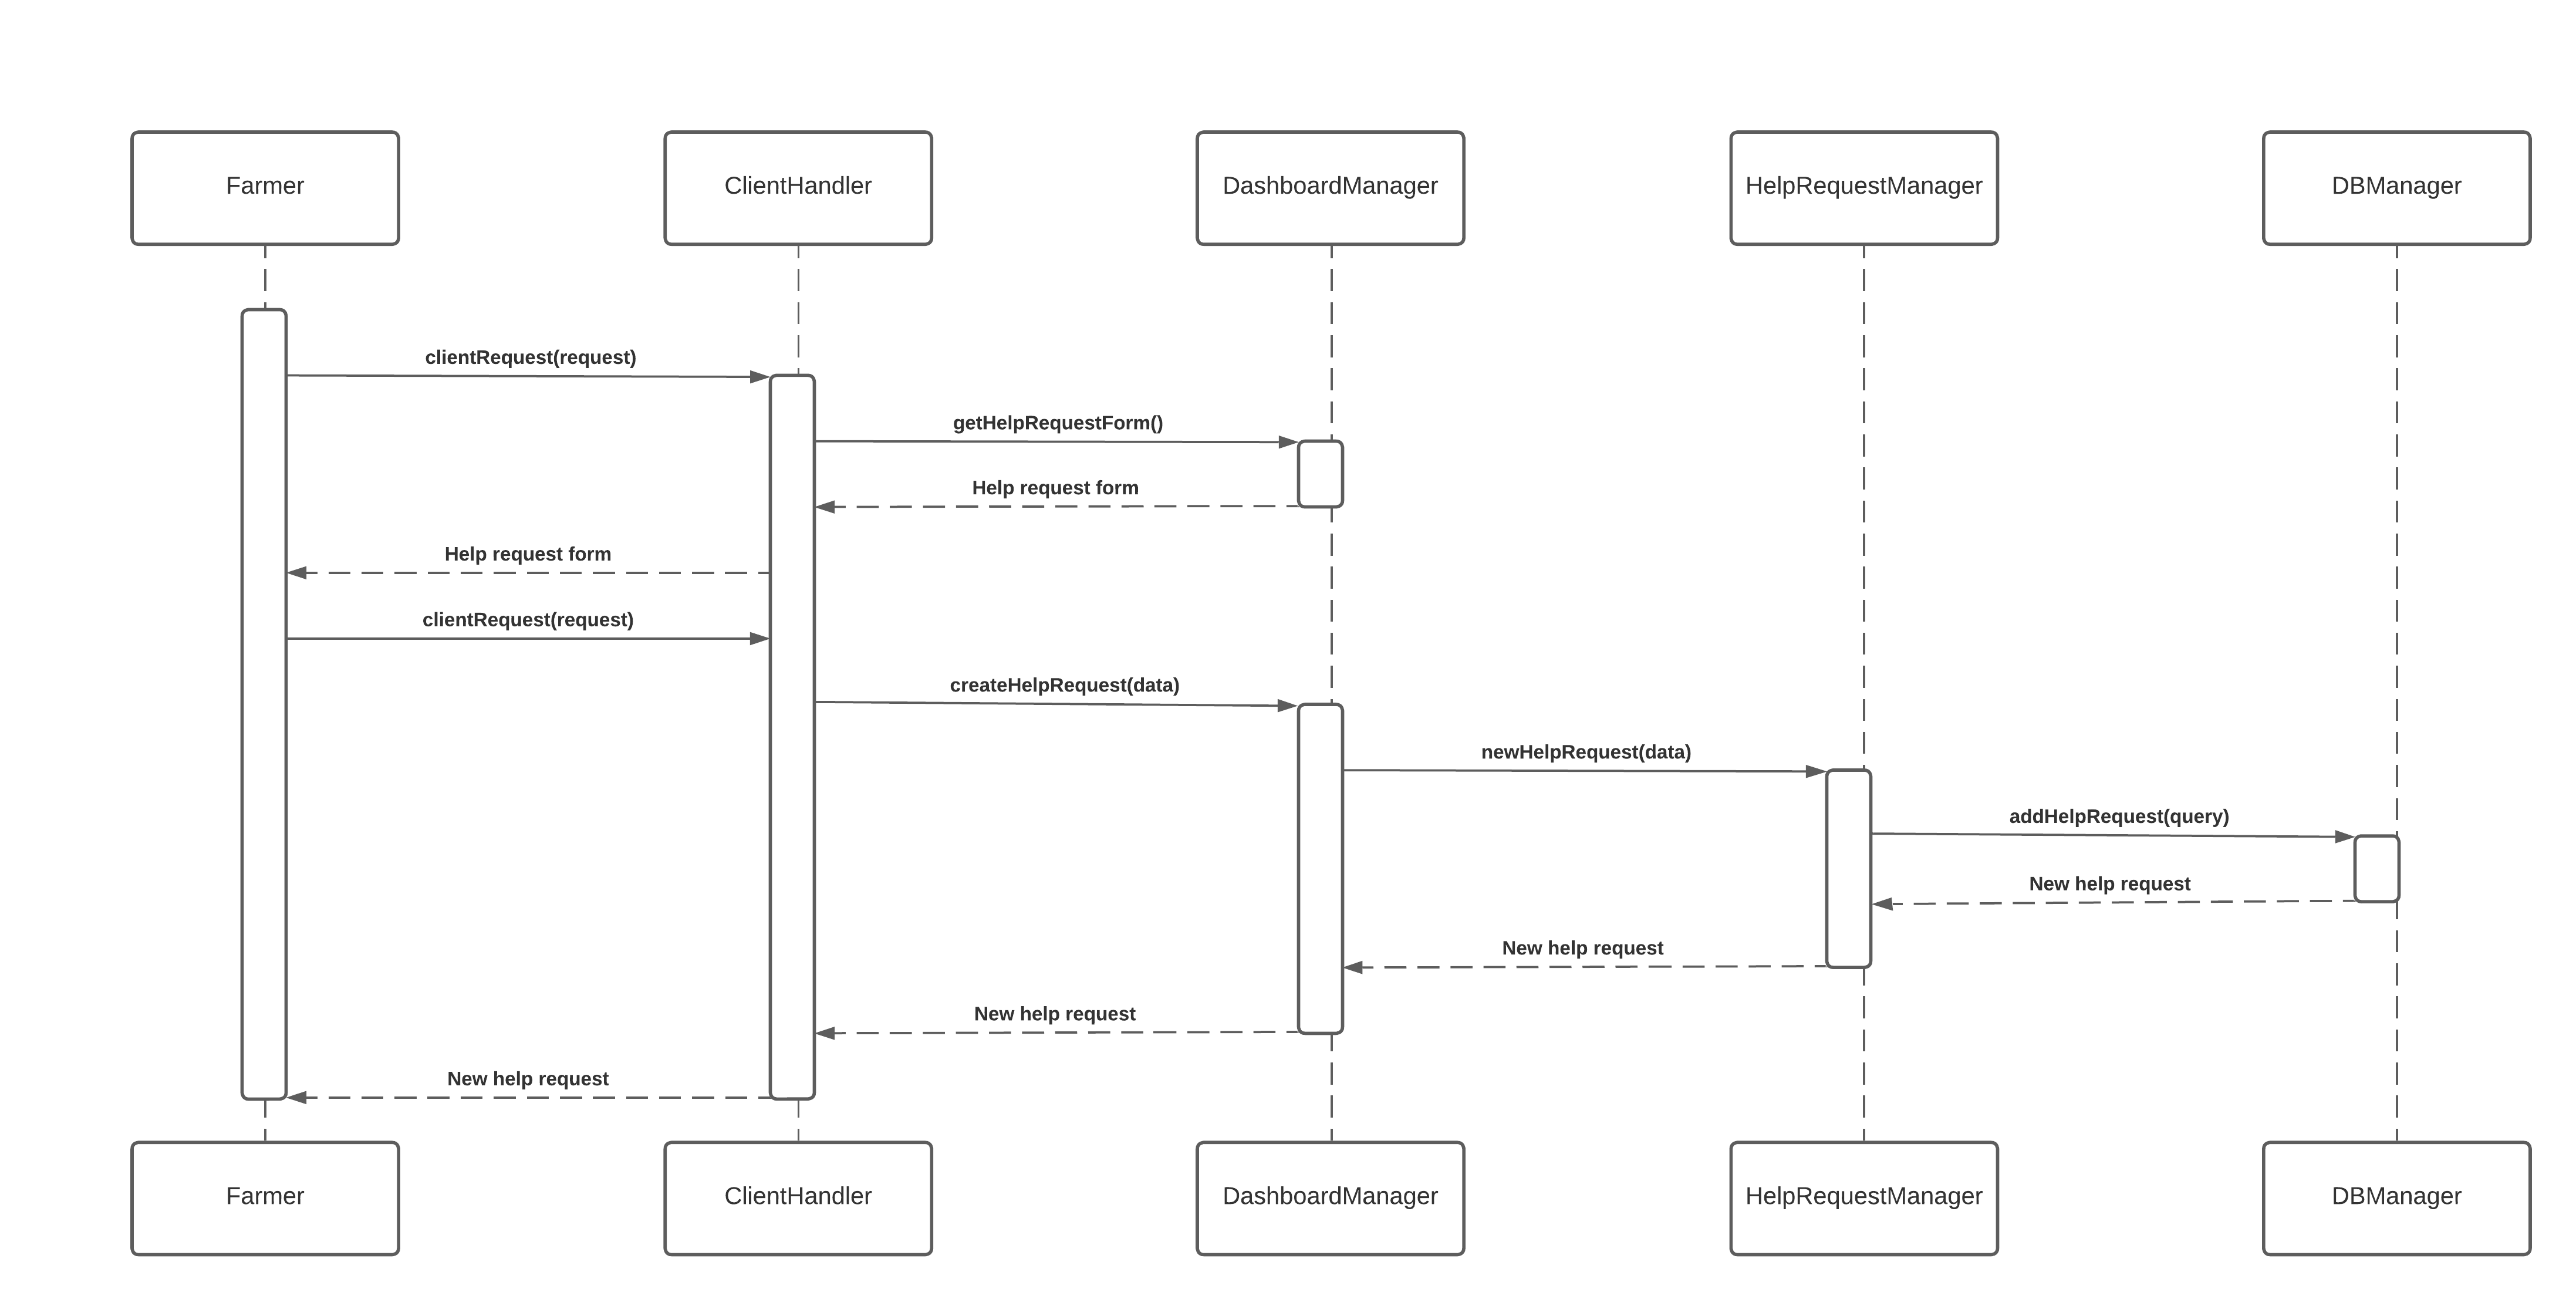 Farmer
ClientHandler
DashboardManager
HelpRequestManager
DBManager
clientRequest(request)
getHelpRequestForm()
Help request form
Help request form
clientRequest(request)
createHelpRequest(data)
newHelpRequest(data)
addHelpRequest(query)
New help request
New help request
New help request
New help request
Farmer
ClientHandler
DashboardManager
HelpRequestManager
DBManager